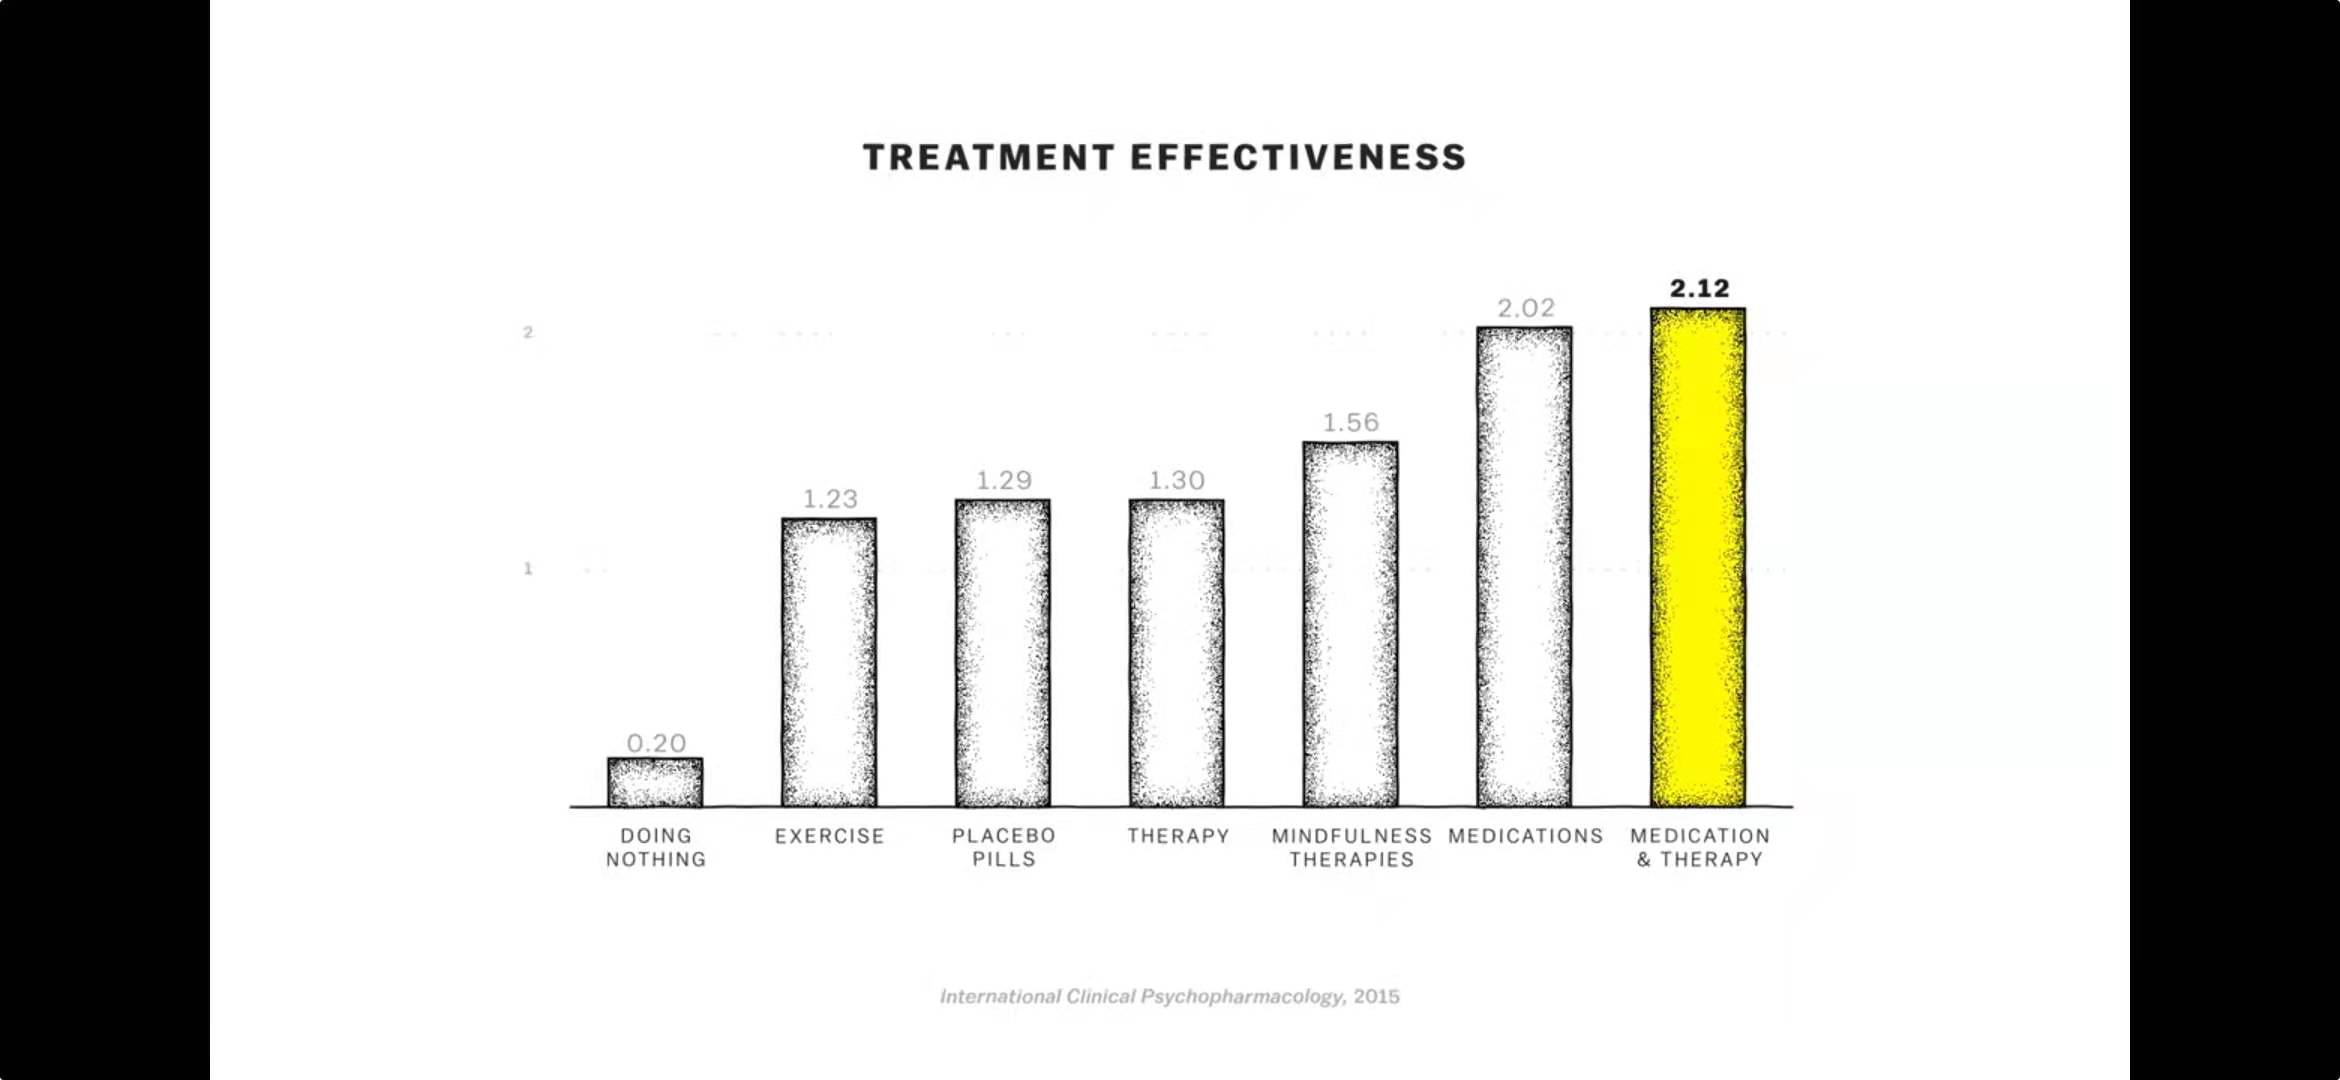 TREATMENT EFFECTIVENESS
2.12
2.02
2
1.56
1.30
1.29
1.23
1
0.20
DOING NOTHING
EXERCISE
PLACEBO PILLS
THERAPY
MINDFULNESS THERAPIES
MEDICATIONS
MEDICATION & THERAPY
International Clinical Psychopharmacology, 2015